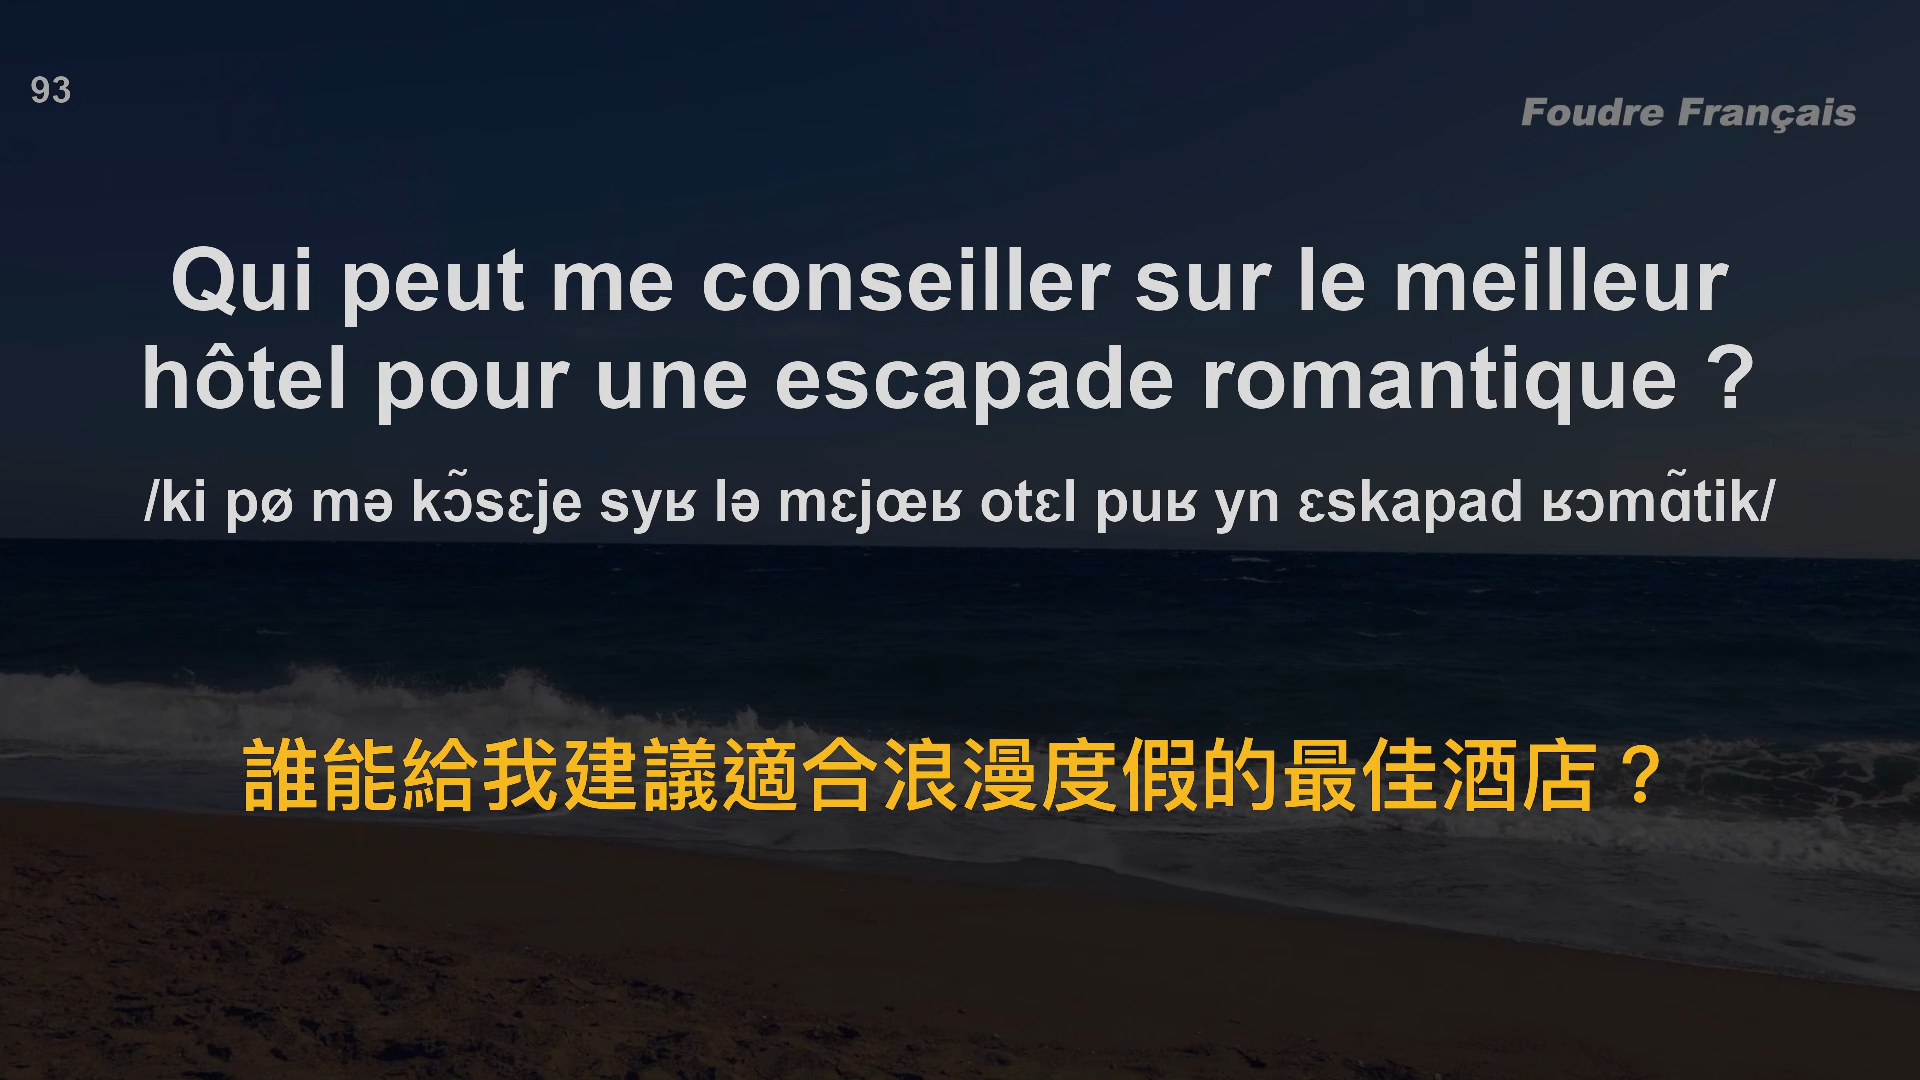 93
Foudre Français
Qui peut me conseiller sur le meilleur
hôtel pour une escapade romantique ?
/ki pø mə kɔ̃sɛje syʁ lə mɛjœʁ otɛl puʁ yn ɛskapad ʁɔmɑ̃tik/
誰能給我建議適合浪漫度假的最佳酒店？